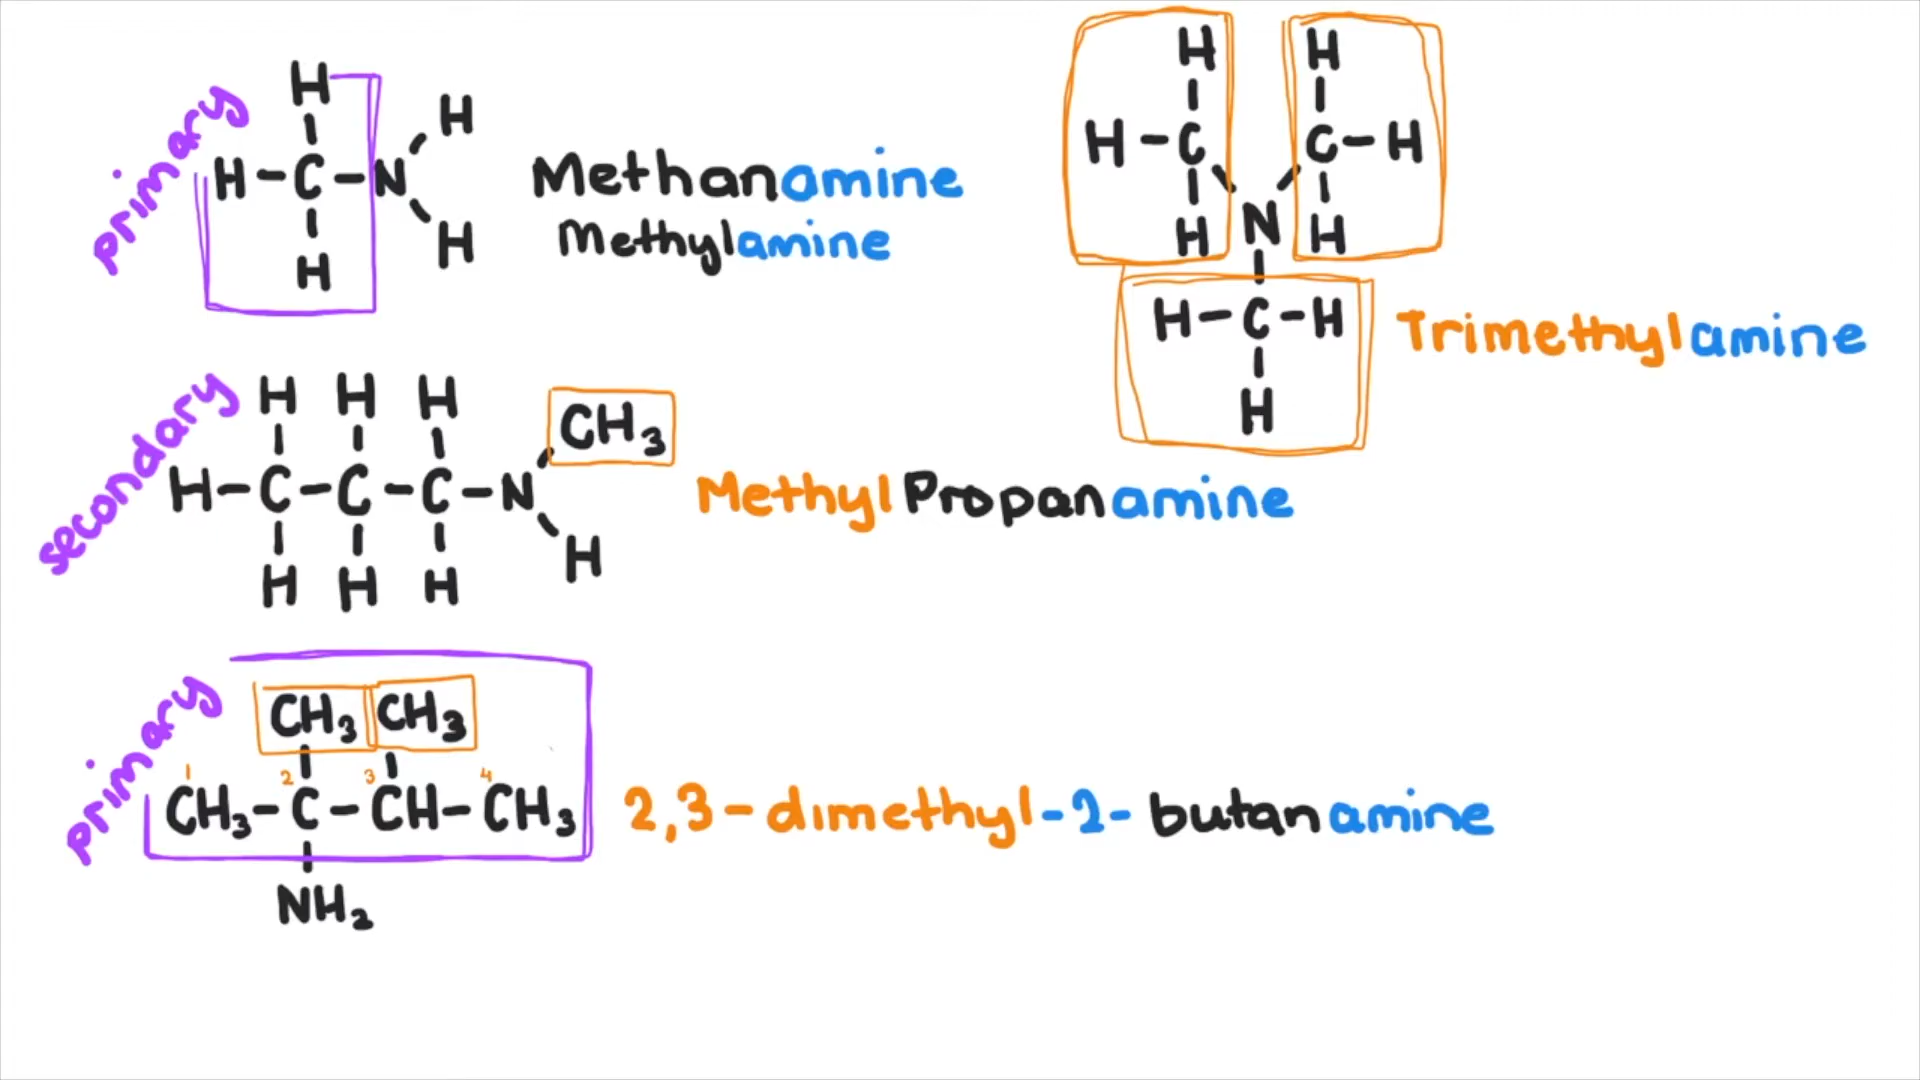 primary
H
H
H-C-N
H
H
Methanamine
Methylamine
secondary
H H H
CH3
H-C-C-C-N
H
H H H
MethylPropanamine
primary
CH3 CH3
1 2 3 4
CH3-C-CH-CH3
NH2
2,3-dimethyl-2-butanamine
H H
H-C C-H
H N H
H-C-H
H
Trimethylamine